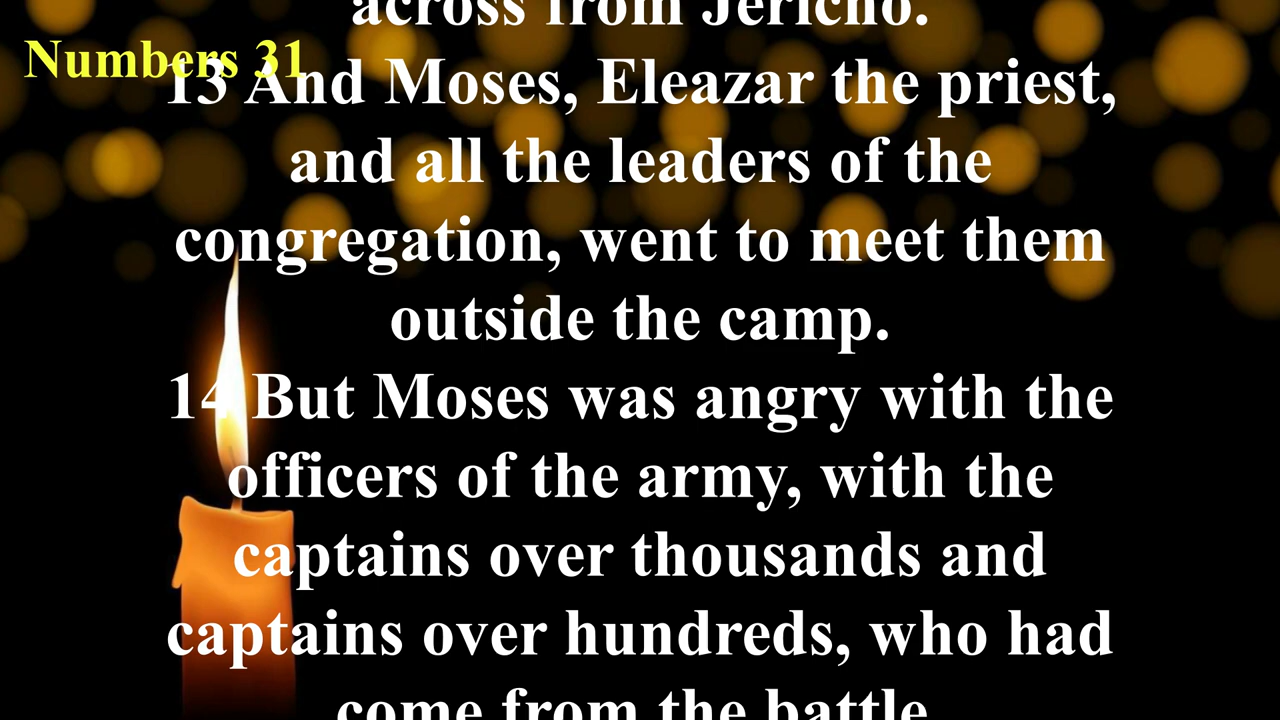 across from Jericho.
Numbers 31
13 And Moses, Eleazar the priest,
and all the leaders of the
congregation, went to meet them
outside the camp.
14 But Moses was angry with the
officers of the army, with the
captains over thousands and
captains over hundreds, who had
come from the battle.